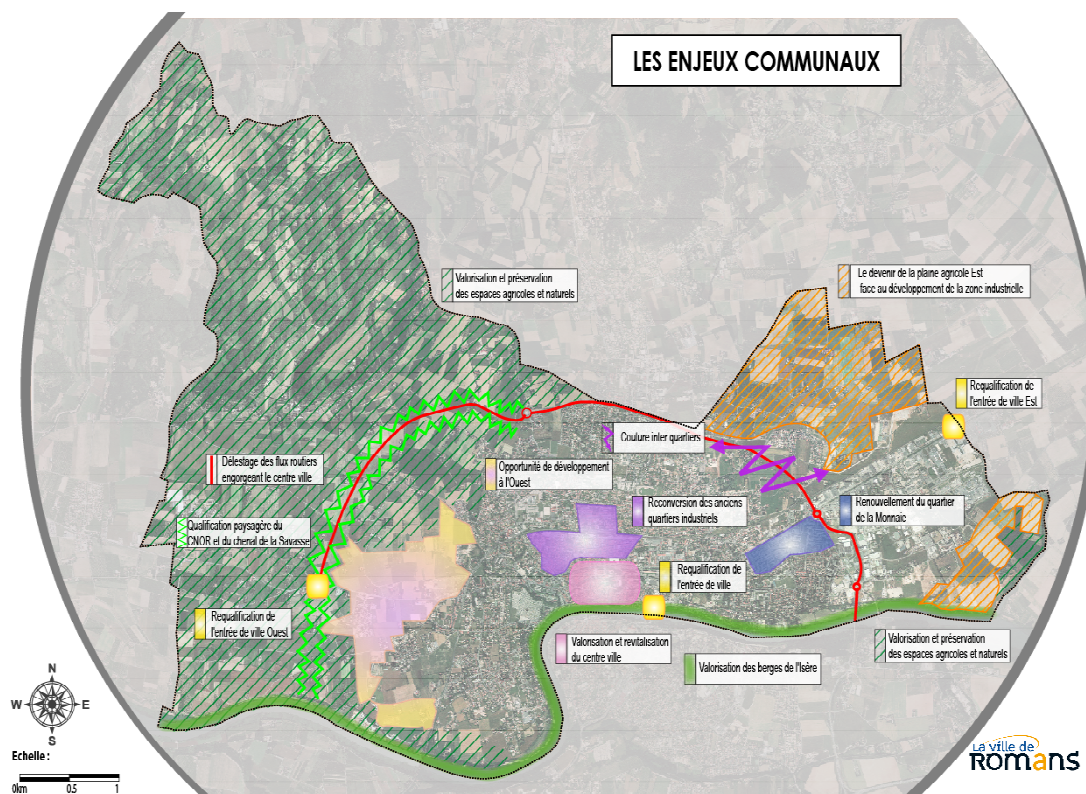 LES ENJEUX COMMUNAUX
Valorisation et préservation
des espaces agricoles et naturels
Le devenir de la plaine agricole Est
face au développement de la zone industrielle
Requalification de
l'entrée de ville Est
Couture inter quartiers
Délestage des flux routiers
engorgeant le centre ville
Opportunité de développement
à l'Ouest
Reconversion des anciens
quartiers industriels
Renouvellement du quartier
de la Monnaie
Qualification paysagère du
CNOR et du chenal de la Savasse
Requalification de
l'entrée de ville
Requalification de
l'entrée de ville Ouest
Valorisation et revitalisation
du centre ville
Valorisation des berges de l'Isère
Valorisation et préservation
des espaces agricoles et naturels
N
W
E
S
Echelle :
0km
0.5
1
La ville de
ROMANS